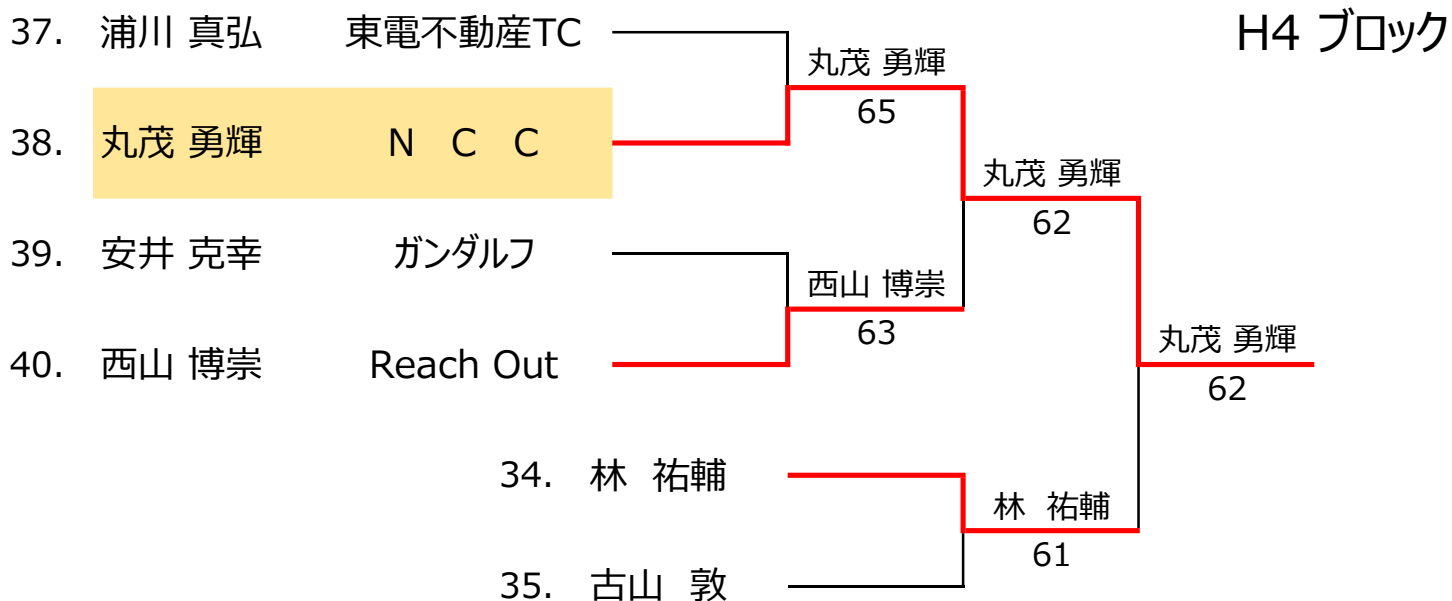 H4 ブロック
37. 浦川 真弘 東電不動産TC
丸茂 勇輝
65
38. 丸茂 勇輝 N C C
丸茂 勇輝
62
39. 安井 克幸 ガンダルフ
西山 博崇
63
丸茂 勇輝
62
40. 西山 博崇 Reach Out
34. 林 祐輔
林 祐輔
61
35. 古山 敦